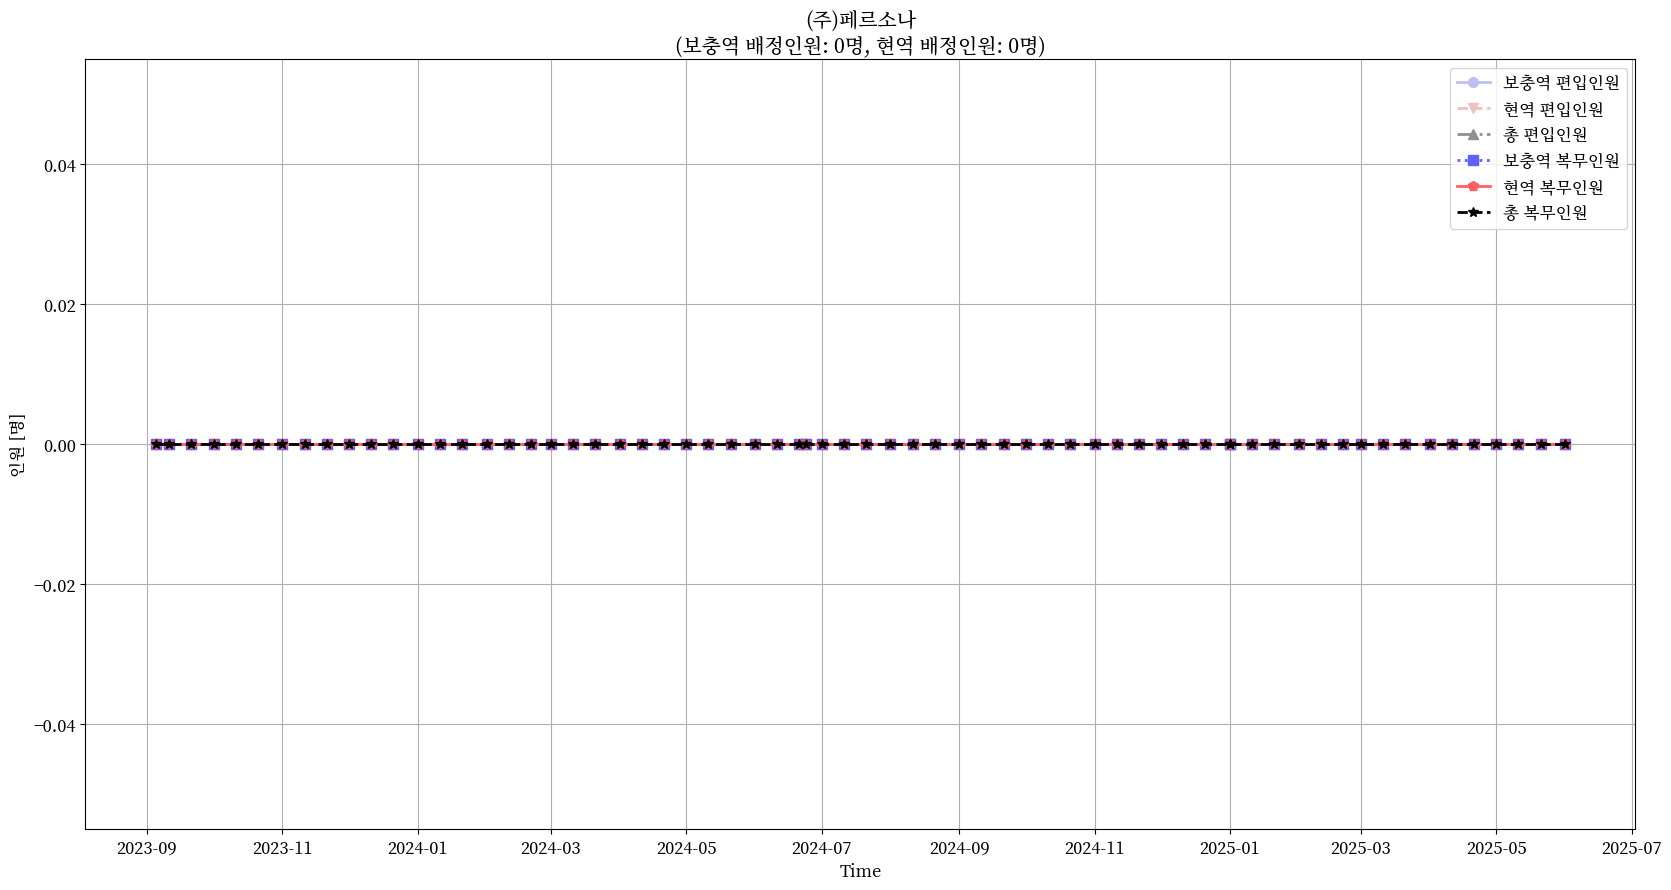 (주)페르소나
(보충역 배정인원: 0명, 현역 배정인원: 0명)
보충역 편입인원
현역 편입인원
총 편입인원
보충역 복무인원
현역 복무인원
총 복무인원
인원 [명]
0.04
0.02
0.00
−0.02
−0.04
2023-09 2023-11 2024-01 2024-03 2024-05 2024-07 2024-09 2024-11 2025-01 2025-03 2025-05 2025-07
Time